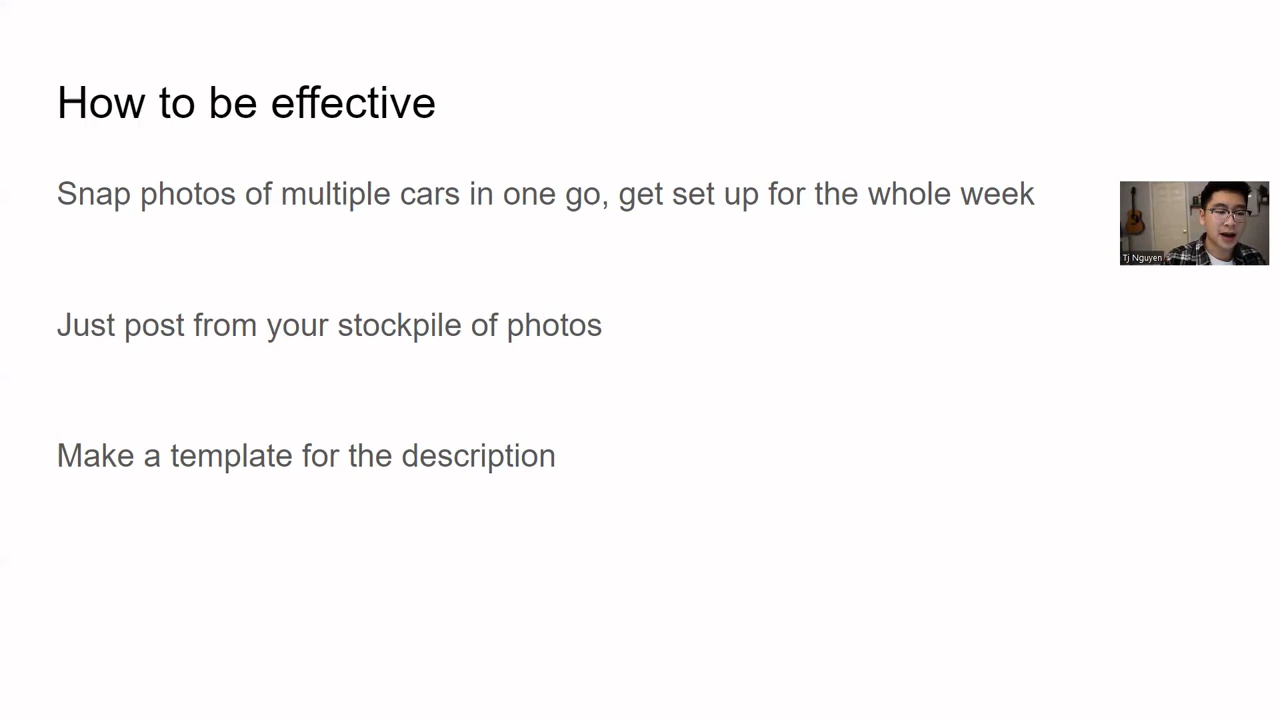 How to be effective
Snap photos of multiple cars in one go, get set up for the whole week
Tj Nguyen
Just post from your stockpile of photos
Make a template for the description